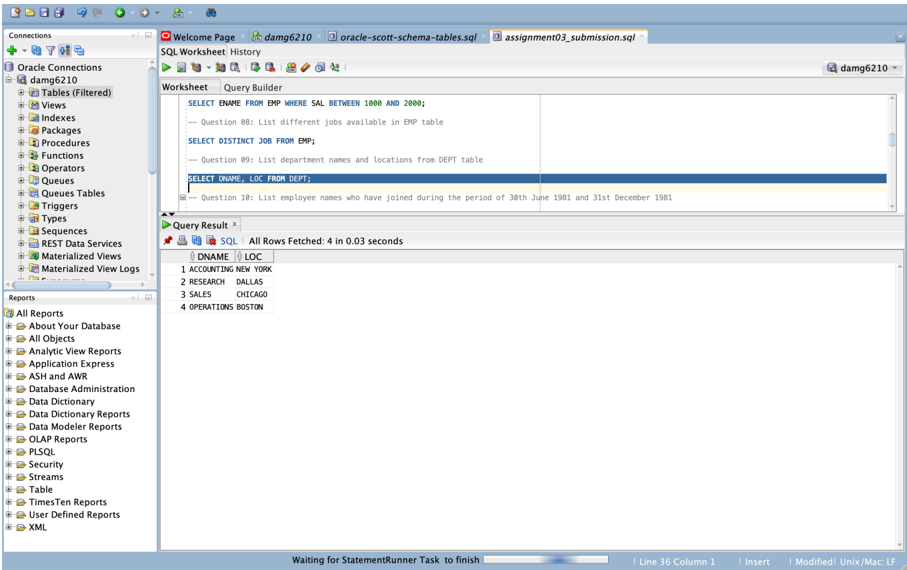 Connections
Welcome Page
damg6210
oracle-scott-schema-tables.sql
assignment03_submission.sql
SQL Worksheet History
damg6210
Worksheet Query Builder
Oracle Connections
damg6210
Tables (Filtered)
Views
Indexes
Packages
Procedures
Functions
Operators
Queues
Queues Tables
Triggers
Types
Sequences
REST Data Services
Materialized Views
Materialized View Logs
SELECT ENAME FROM EMP WHERE SAL BETWEEN 1000 AND 2000;
-- Question 08: List different jobs available in EMP table
SELECT DISTINCT JOB FROM EMP;
-- Question 09: List department names and locations from DEPT table
SELECT DNAME, LOC FROM DEPT;
-- Question 10: List employee names who have joined during the period of 30th June 1981 and 31st December 1981
Query Result
SQL | All Rows Fetched: 4 in 0.03 seconds
DNAME LOC
1 ACCOUNTING NEW YORK
2 RESEARCH DALLAS
3 SALES CHICAGO
4 OPERATIONS BOSTON
Reports
All Reports
About Your Database
All Objects
Analytic View Reports
Application Express
ASH and AWR
Database Administration
Data Dictionary
Data Dictionary Reports
Data Modeler Reports
OLAP Reports
PLSQL
Security
Streams
Table
TimesTen Reports
User Defined Reports
XML
Waiting for StatementRunner Task to finish
Line 36 Column 1 | Insert | Modified | Unix/Mac: LF